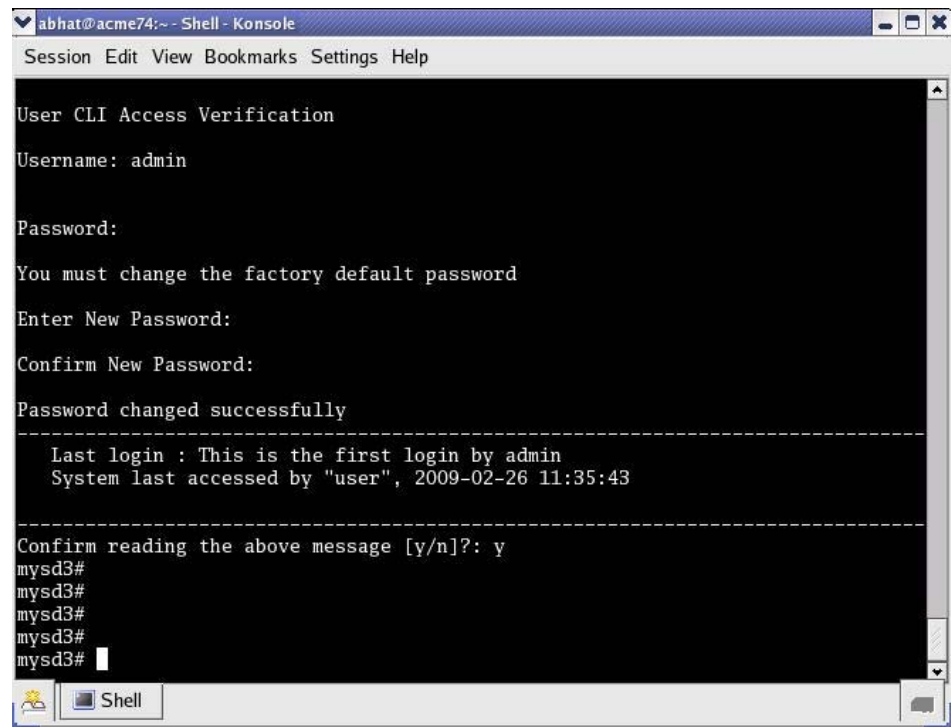 abhat@acme74:~ - Shell - Konsole
Session Edit View Bookmarks Settings Help
User CLI Access Verification
Username: admin
Password:
You must change the factory default password
Enter New Password:
Confirm New Password:
Password changed successfully
--------------------------------------------------------------------------------
Last login : This is the first login by admin
System last accessed by "user", 2009-02-26 11:35:43
--------------------------------------------------------------------------------
Confirm reading the above message [y/n]?: y
mysd3#
mysd3#
mysd3#
mysd3#
mysd3#
Shell